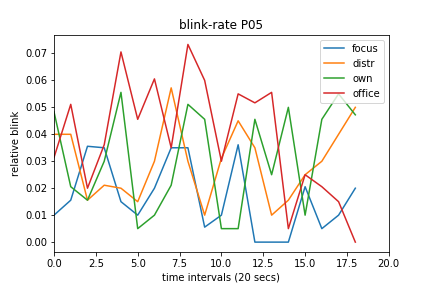 blink-rate P05
focus
distr
own
office
relative blink
0.07
0.06
0.05
0.04
0.03
0.02
0.01
0.00
0.0 2.5 5.0 7.5 10.0 12.5 15.0 17.5 20.0
time intervals (20 secs)